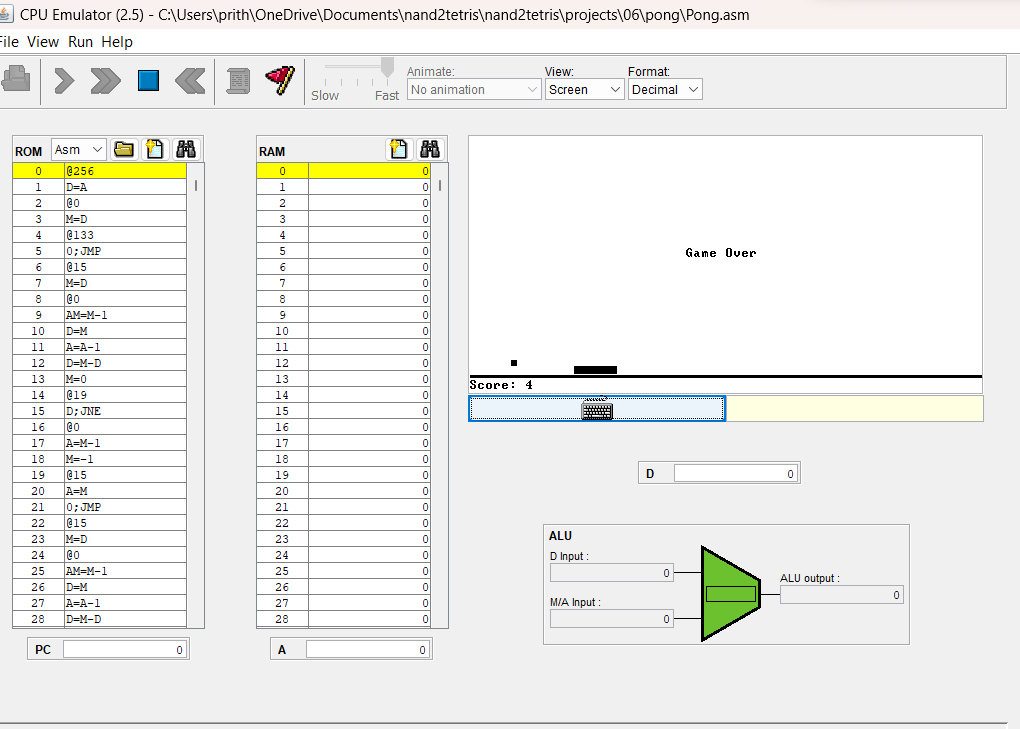 CPU Emulator (2.5) - C:\Users\prith\OneDrive\Documents\nand2tetris\nand2tetris\projects\06\pong\Pong.asm
File View Run Help
Slow Fast
Animate: No animation
View: Screen
Format: Decimal
ROM Asm
0 @256
1 D=A
2 @0
3 M=D
4 @133
5 0;JMP
6 @15
7 M=D
8 @0
9 AM=M-1
10 D=M
11 A=A-1
12 D=M-D
13 M=0
14 @19
15 D;JNE
16 @0
17 A=M-1
18 M=-1
19 @15
20 A=M
21 0;JMP
22 @15
23 M=D
24 @0
25 AM=M-1
26 D=M
27 A=A-1
28 D=M-D
PC 0
RAM
0 0
1 0
2 0
3 0
4 0
5 0
6 0
7 0
8 0
9 0
10 0
11 0
12 0
13 0
14 0
15 0
16 0
17 0
18 0
19 0
20 0
21 0
22 0
23 0
24 0
25 0
26 0
27 0
28 0
A 0
Game Over
Score: 4
D 0
ALU
D Input :
0
M/A Input :
0
ALU output :
0